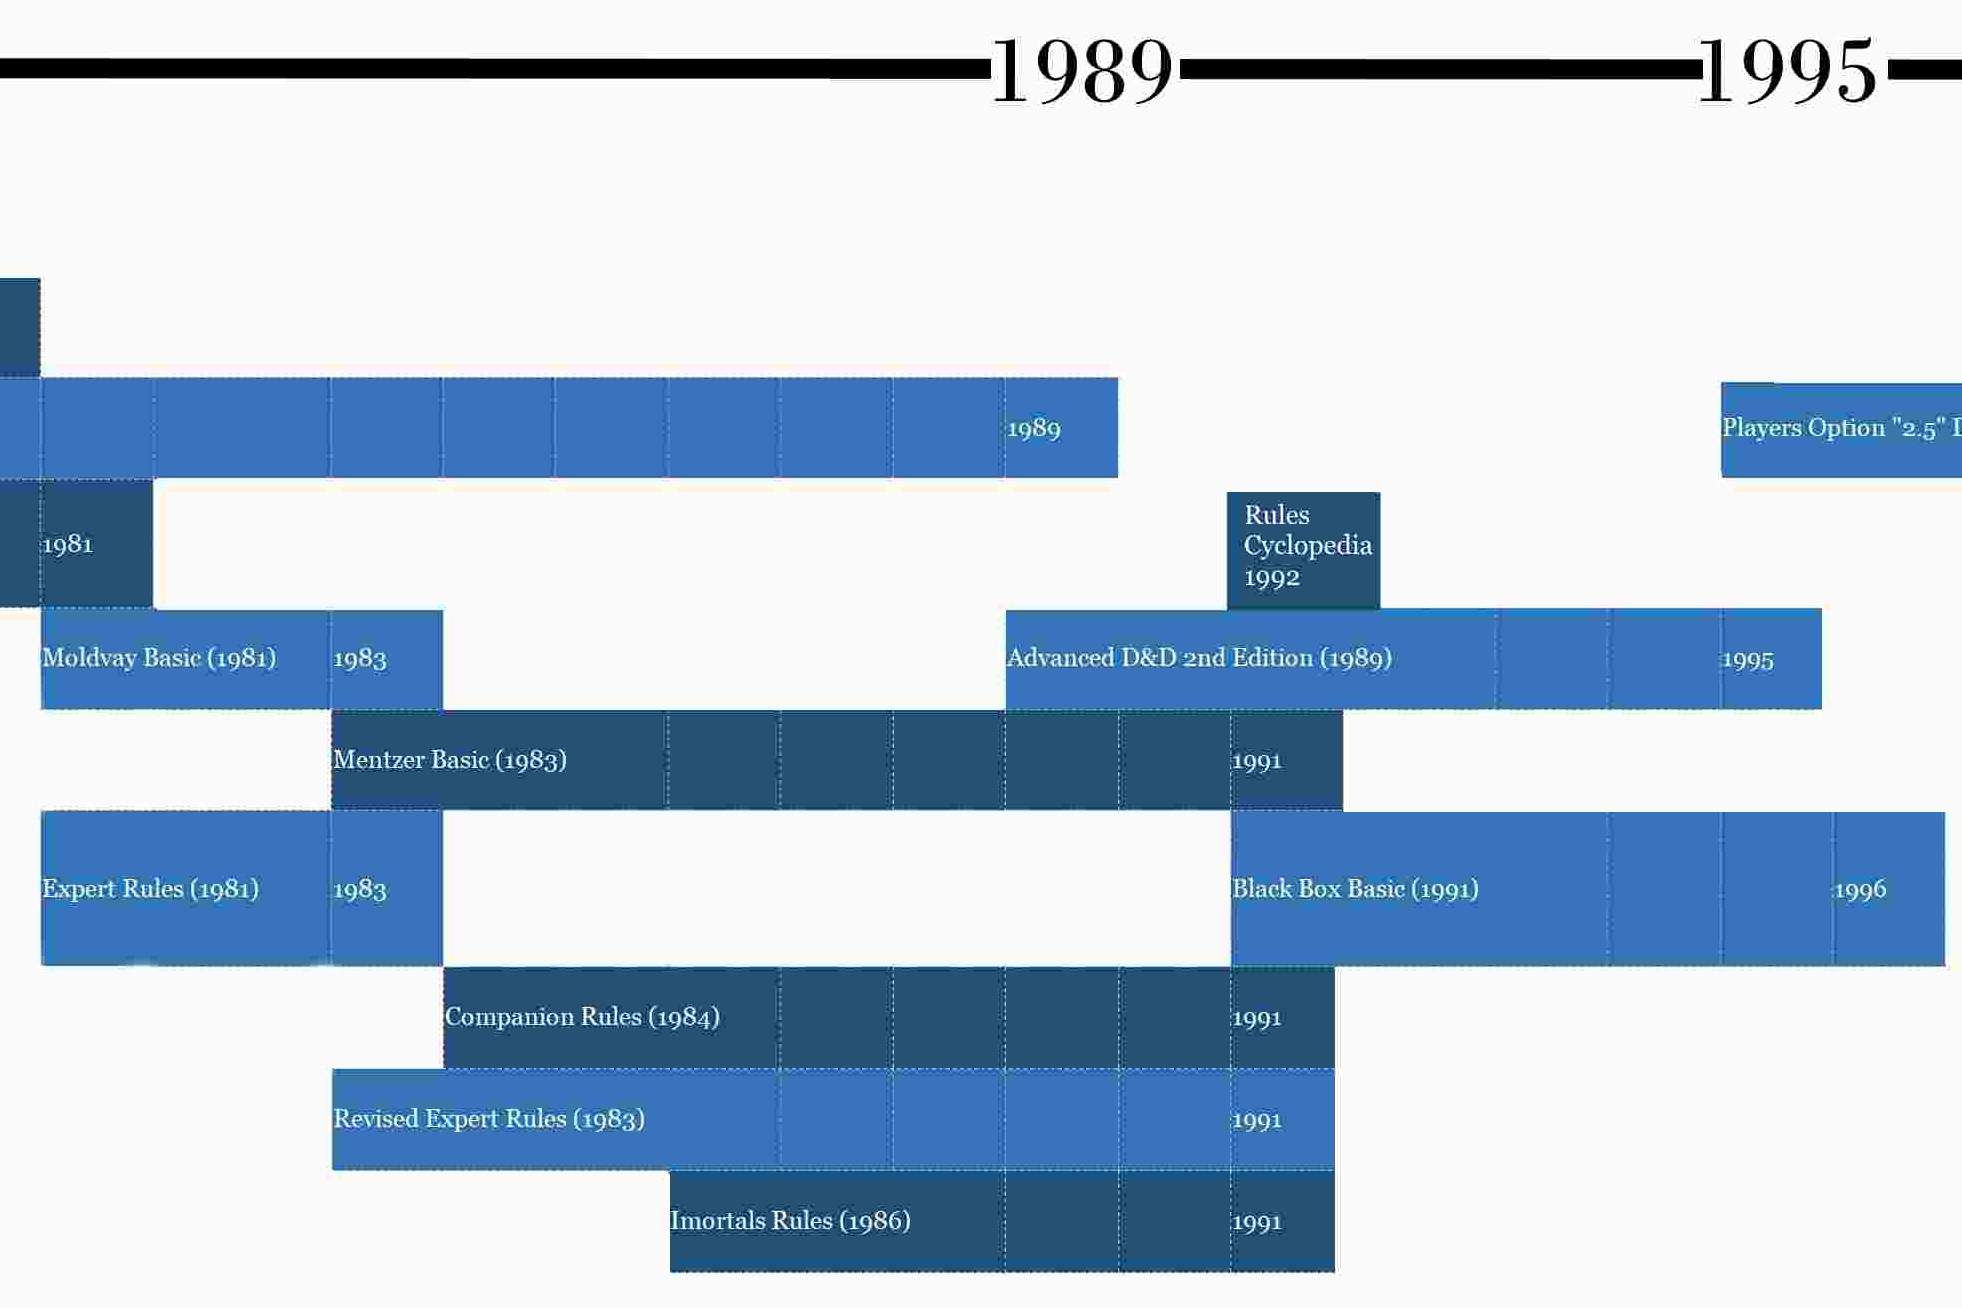 1989
1995
1989
Players Option "2.5"
1981
Rules
Cyclopedia
1992
Moldvay Basic (1981)
1983
Advanced D&D 2nd Edition (1989)
1995
Mentzer Basic (1983)
1991
Expert Rules (1981)
1983
Black Box Basic (1991)
1996
Companion Rules (1984)
1991
Revised Expert Rules (1983)
1991
Imortals Rules (1986)
1991